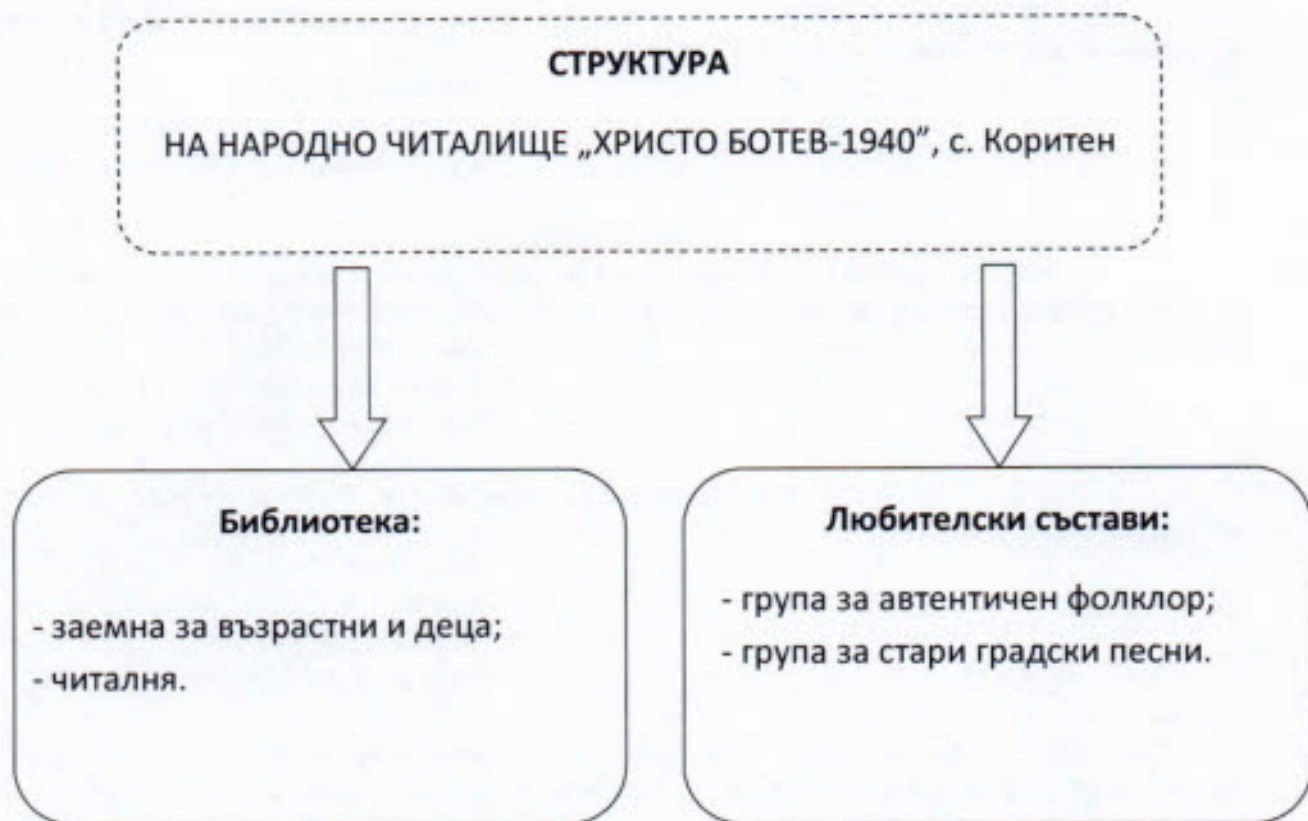 СТРУКТУРА
НА НАРОДНО ЧИТАЛИЩЕ „ХРИСТО БОТЕВ-1940”, с. Коритен
Библиотека:
- заемна за възрастни и деца;
- читалня.
Любителски състави:
- група за автентичен фолклор;
- група за стари градски песни.